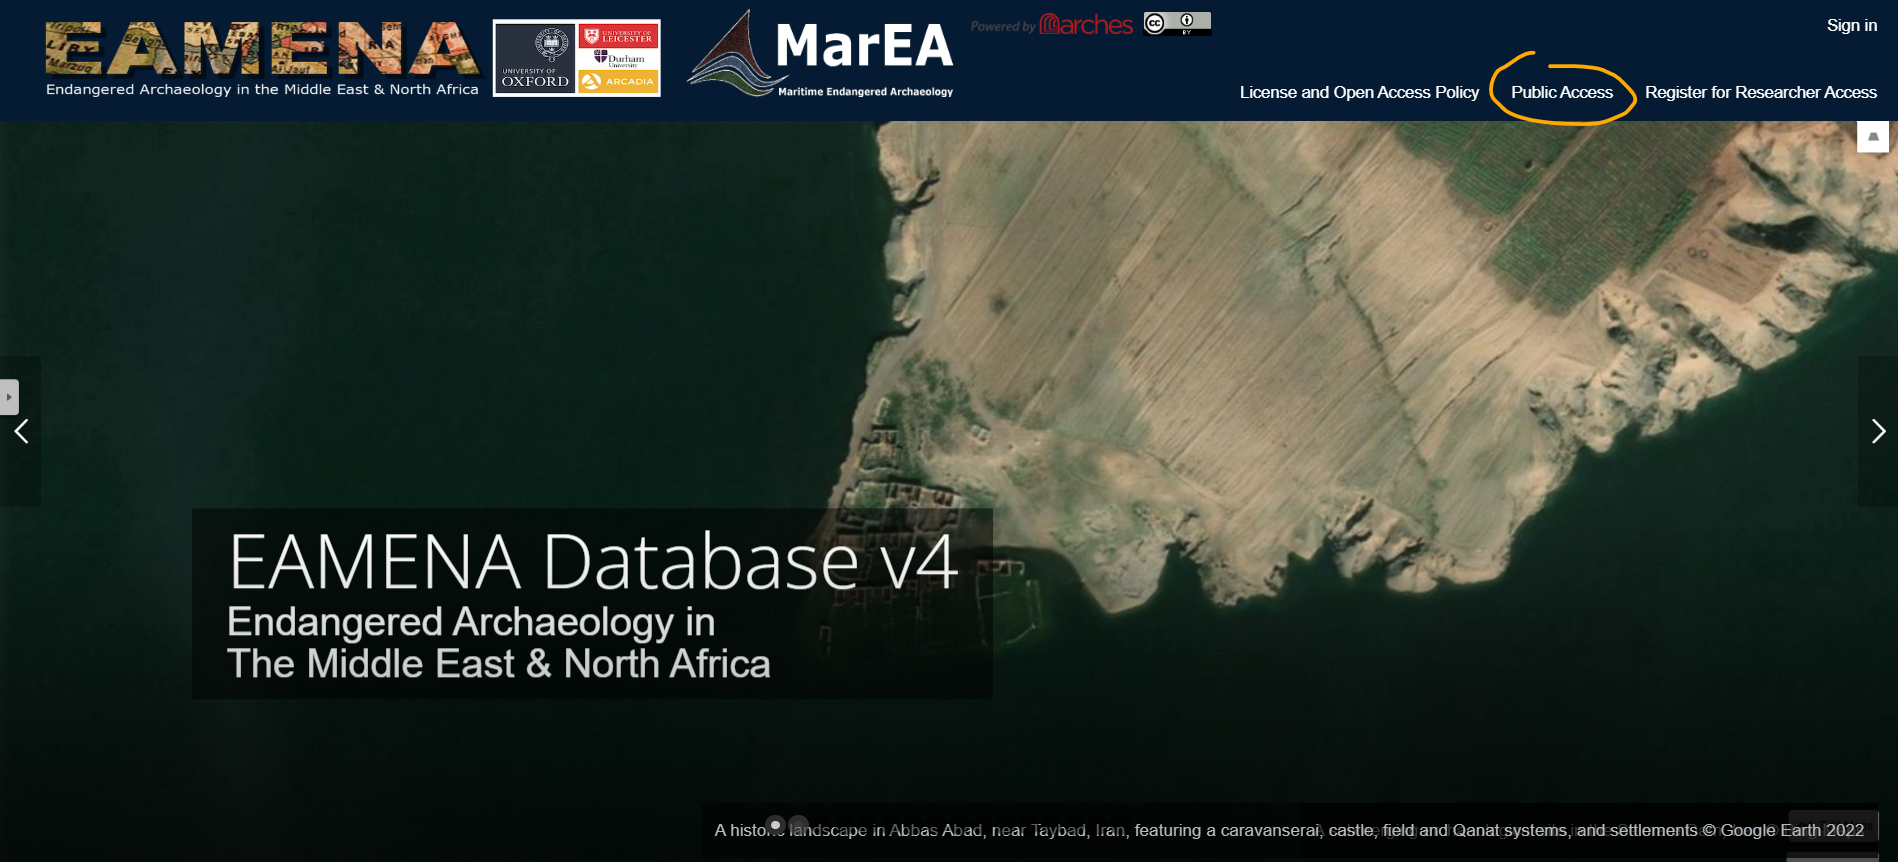 EAMENA
Endangered Archaeology in the Middle East & North Africa
UNIVERSITY OF
OXFORD
UNIVERSITY OF
LEICESTER
Durham
University
ARCADIA
MarEA
Maritime Endangered Archaeology
Powered by arches
cc
BY
Sign in
License and Open Access Policy
Public Access
Register for Researcher Access
EAMENA Database v4
Endangered Archaeology in
The Middle East & North Africa
A historic landscape in Abbas Abad, near Taybad, Iran, featuring a caravanserai, castle, field and Qanat systems, and settlements © Google Earth 2022